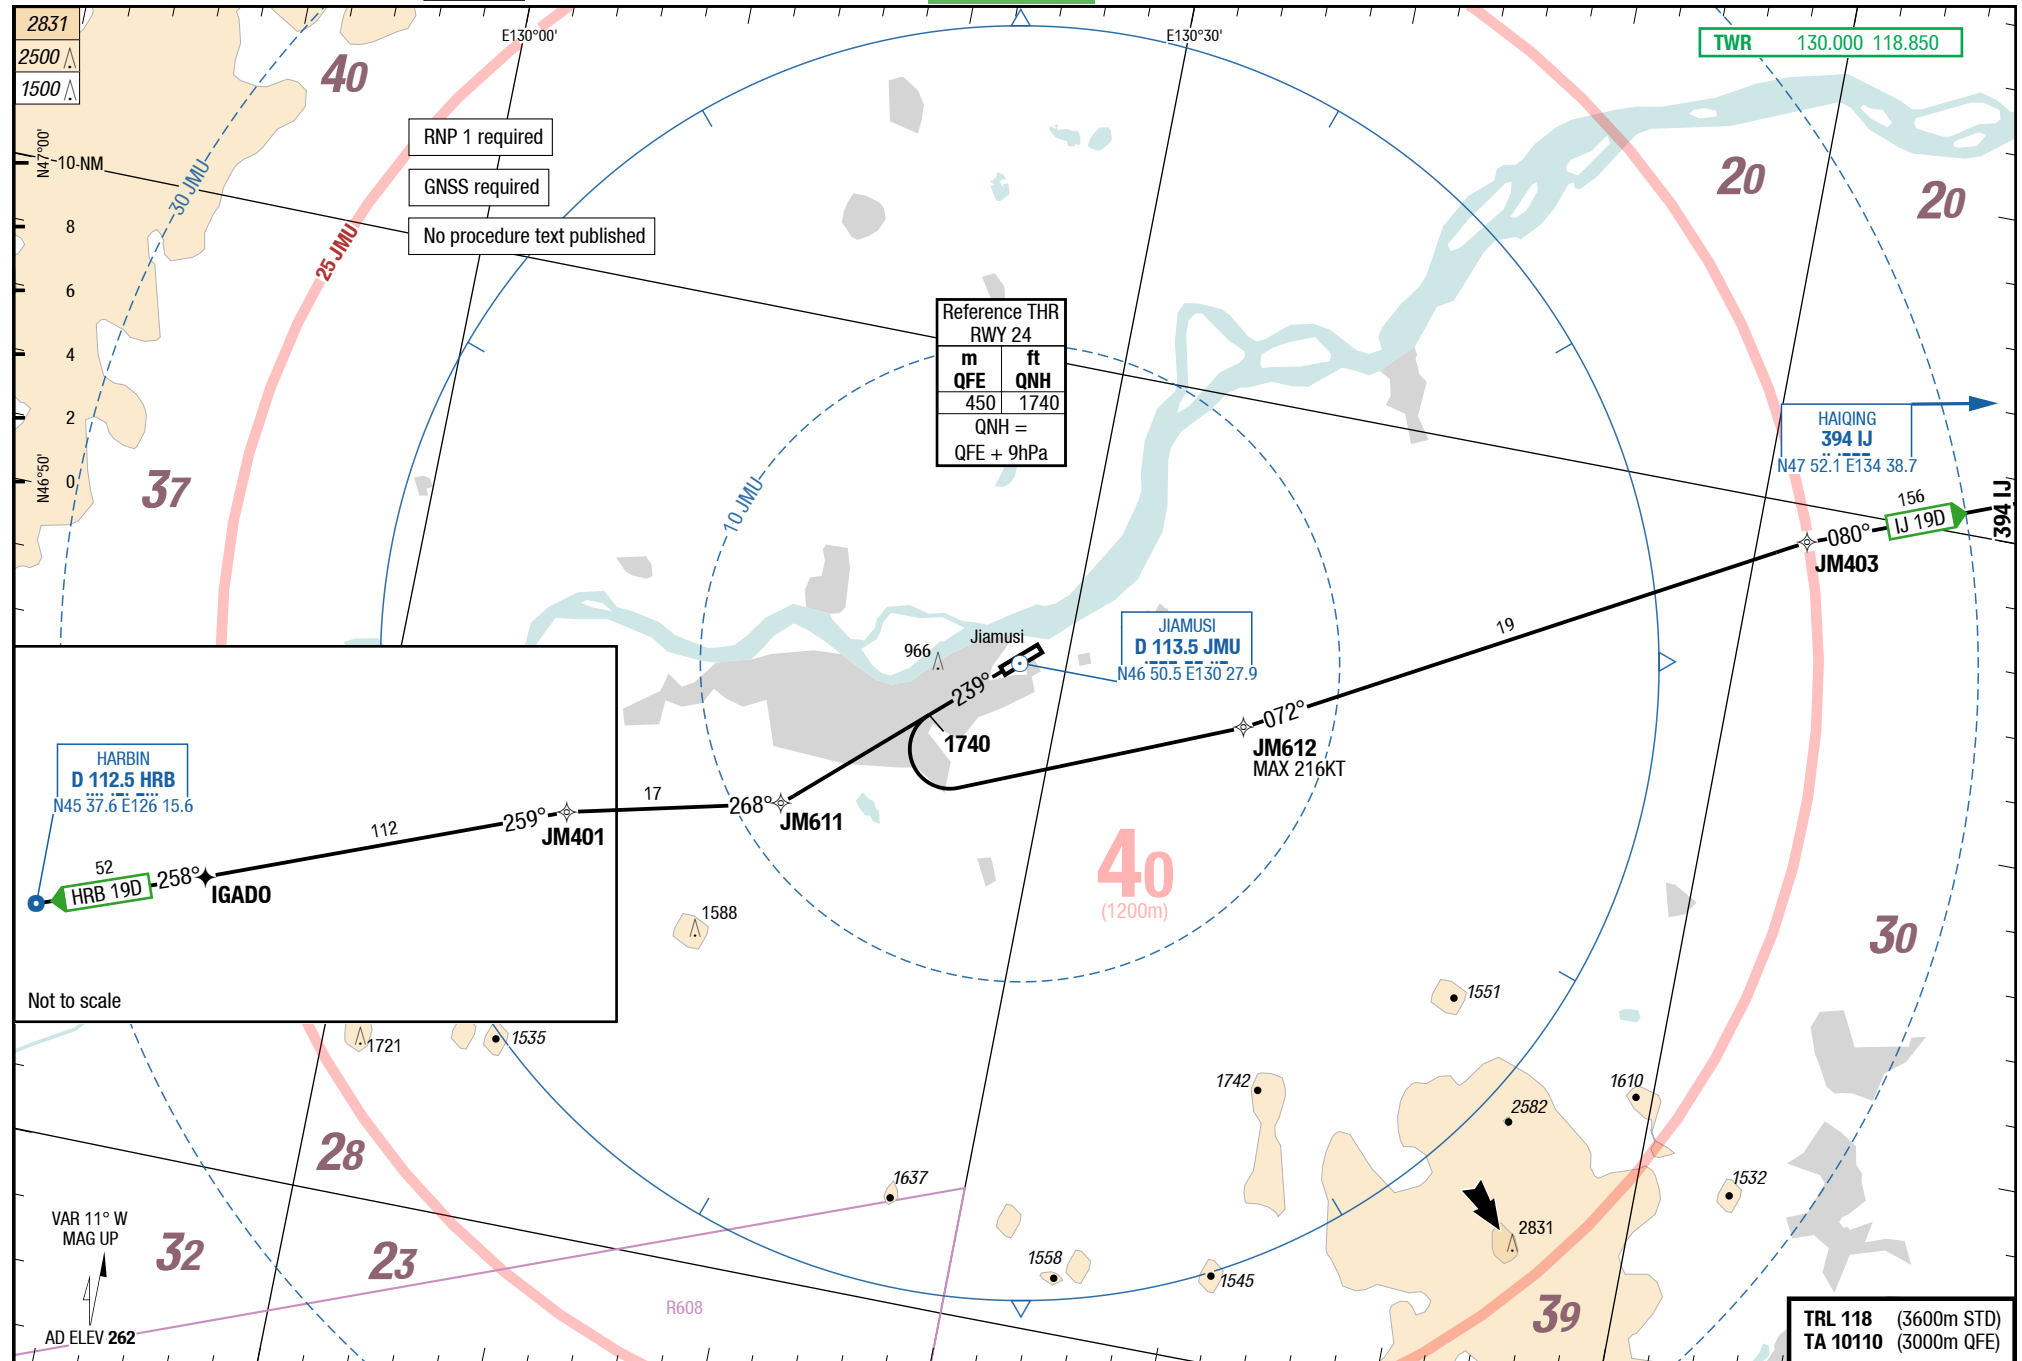 2831
2500
1500
40
E130°00'
E130°30'
TWR 130.000 118.850
N47°00'
10 NM
8
6
4
2
0
N46°50'
30 JMU
25 JMU
RNP 1 required
GNSS required
No procedure text published
20
20
Reference THR
RWY 24
m ft
QFE QNH
450 1740
QNH =
QFE + 9hPa
HAIQING
394 IJ
N47 52.1 E134 38.7
37
10 JMU
156
IJ 19D
394 IJ
080°
JM403
19
966
Jiamusi
JIAMUSI
D 113.5 JMU
N46 50.5 E130 27.9
239°
1740
072°
JM612
MAX 216KT
HARBIN
D 112.5 HRB
N45 37.6 E126 15.6
52
HRB 19D
258°
IGADO
112
259°
JM401
17
268°
JM611
Not to scale
40
(1200m)
1588
30
1551
1721
1535
1742
2582
1610
28
1637
1532
VAR 11° W
MAG UP
32
23
2831
1558
1545
R608
39
AD ELEV 262
TRL 118 (3600m STD)
TA 10110 (3000m QFE)